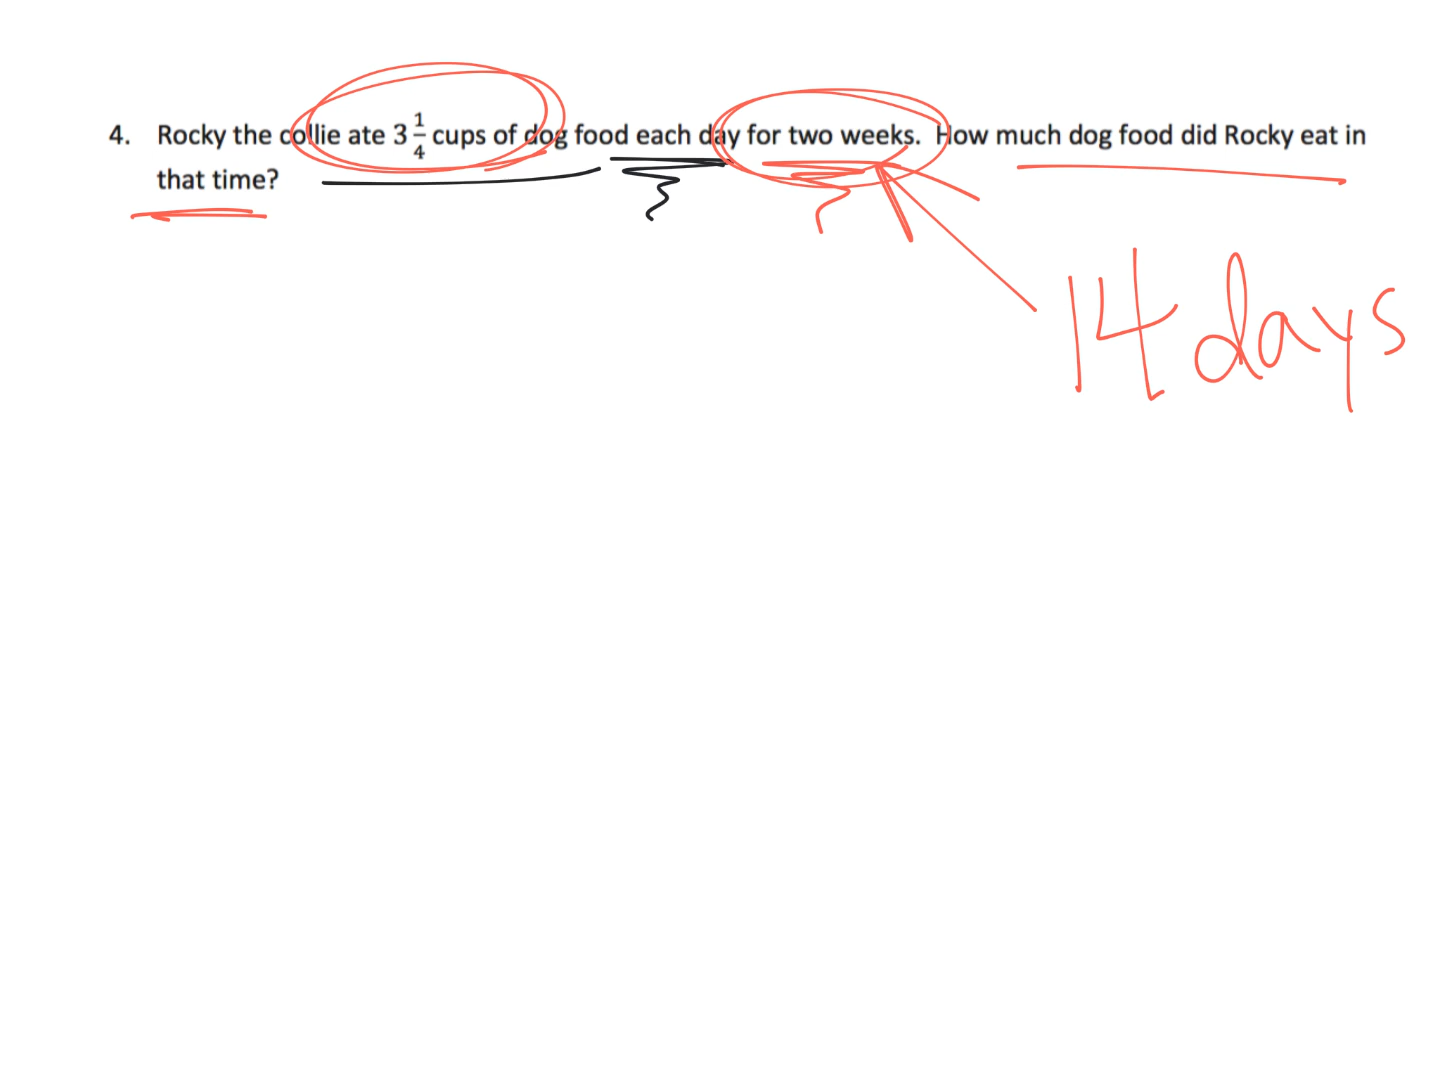 4. Rocky the collie ate 3 1/4 cups of dog food each day for two weeks. How much dog food did Rocky eat in
that time?
14 days